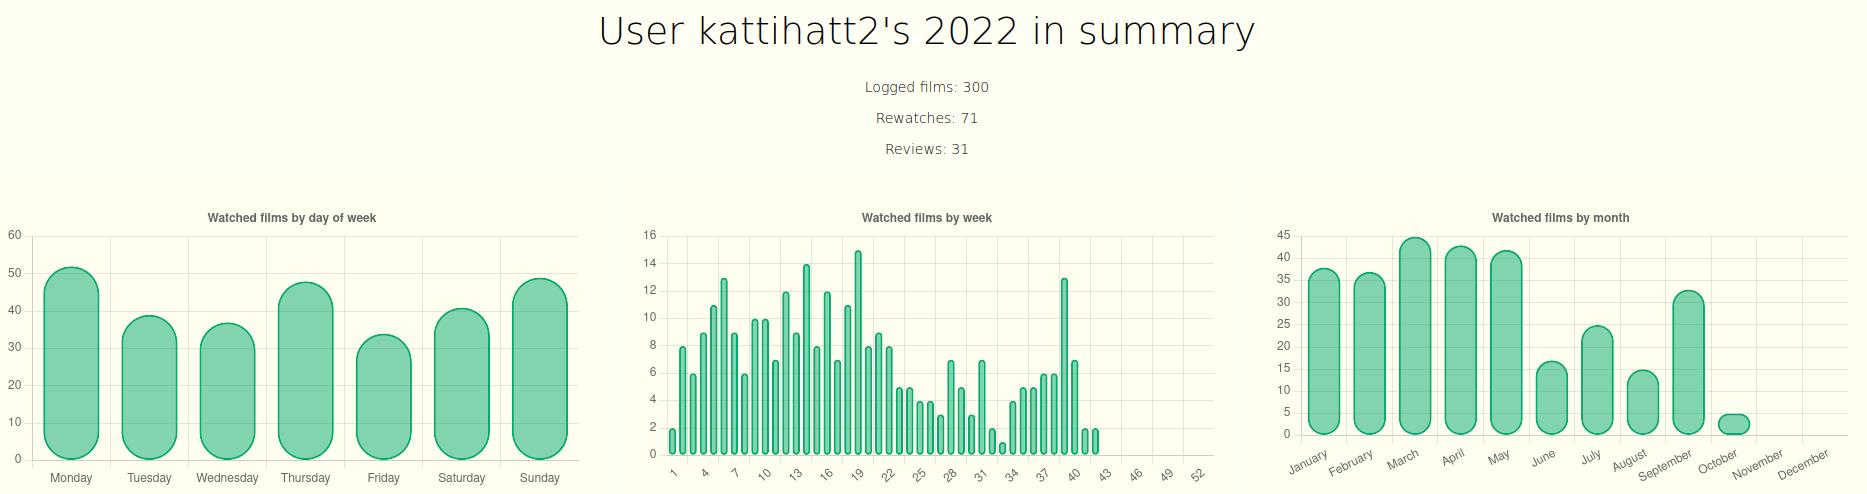 User kattihatt2's 2022 in summary
Logged films: 300
Rewatches: 71
Reviews: 31
Watched films by day of week
60
50
40
30
20
10
0
Monday Tuesday Wednesday Thursday Friday Saturday Sunday
Watched films by week
16
14
12
10
8
6
4
2
0
1 4 7 10 13 16 19 22 25 28 31 34 37 40 43 46 49 52
Watched films by month
45
40
35
30
25
20
15
10
5
0
January February March April May June July August September October November December